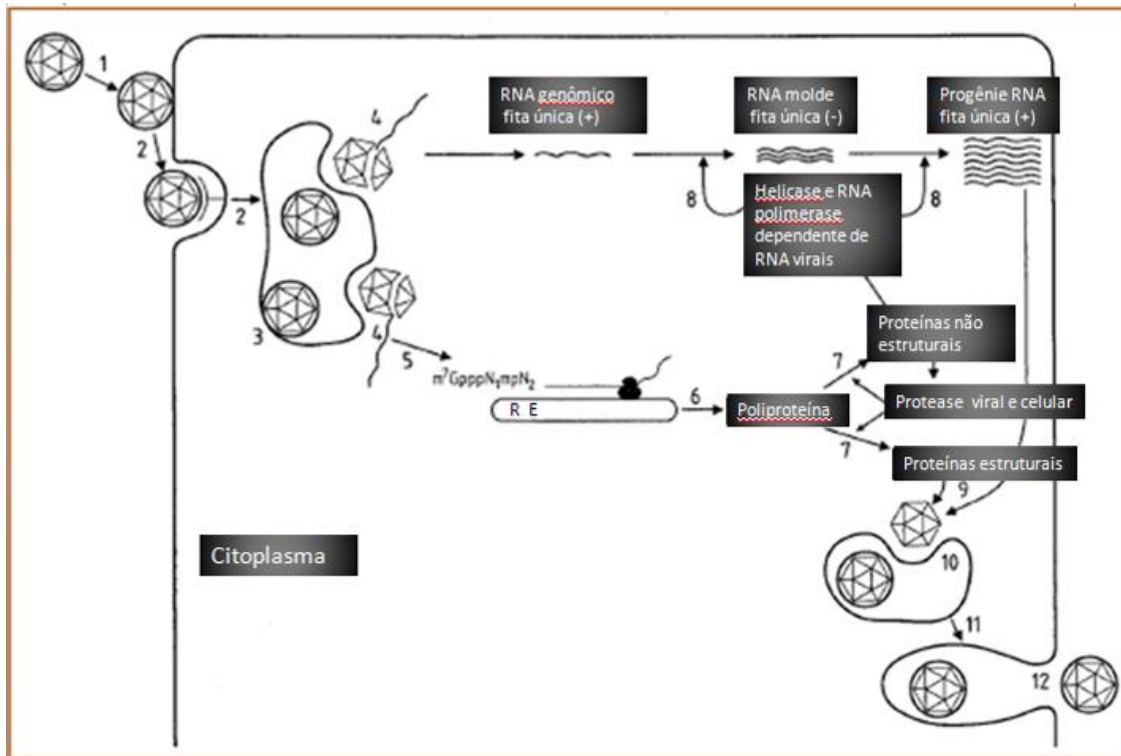 1
2
2
3
4
4
5
RNA genômico
fita única (+)
RNA molde
fita única (-)
Progênie RNA
fita única (+)
8
8
Helicase e RNA
polimerase
dependente de
RNA virais
m⁷GpppN₁mpN₂
R E
6
Poliproteína
7
7
Proteínas não
estruturais
Protease viral e celular
Proteínas estruturais
9
Citoplasma
10
11
12